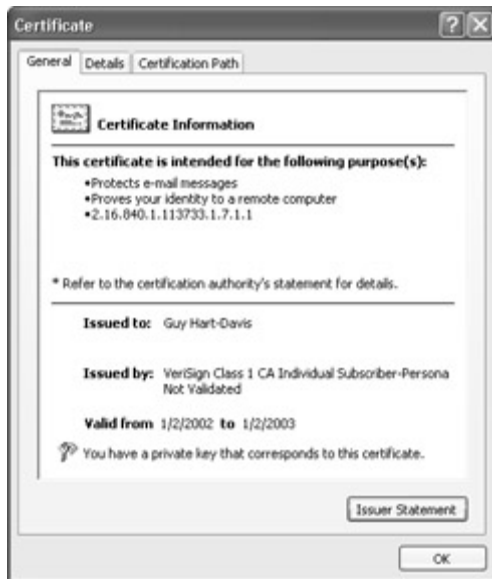 Certificate
General Details Certification Path
Certificate Information
This certificate is intended for the following purpose(s):
•Protects e-mail messages
•Proves your identity to a remote computer
•2.16.840.1.113733.1.7.1.1
* Refer to the certification authority's statement for details.
Issued to: Guy Hart-Davis
Issued by: VeriSign Class 1 CA Individual Subscriber-Persona
Not Validated
Valid from 1/2/2002 to 1/2/2003
You have a private key that corresponds to this certificate.
Issuer Statement
OK